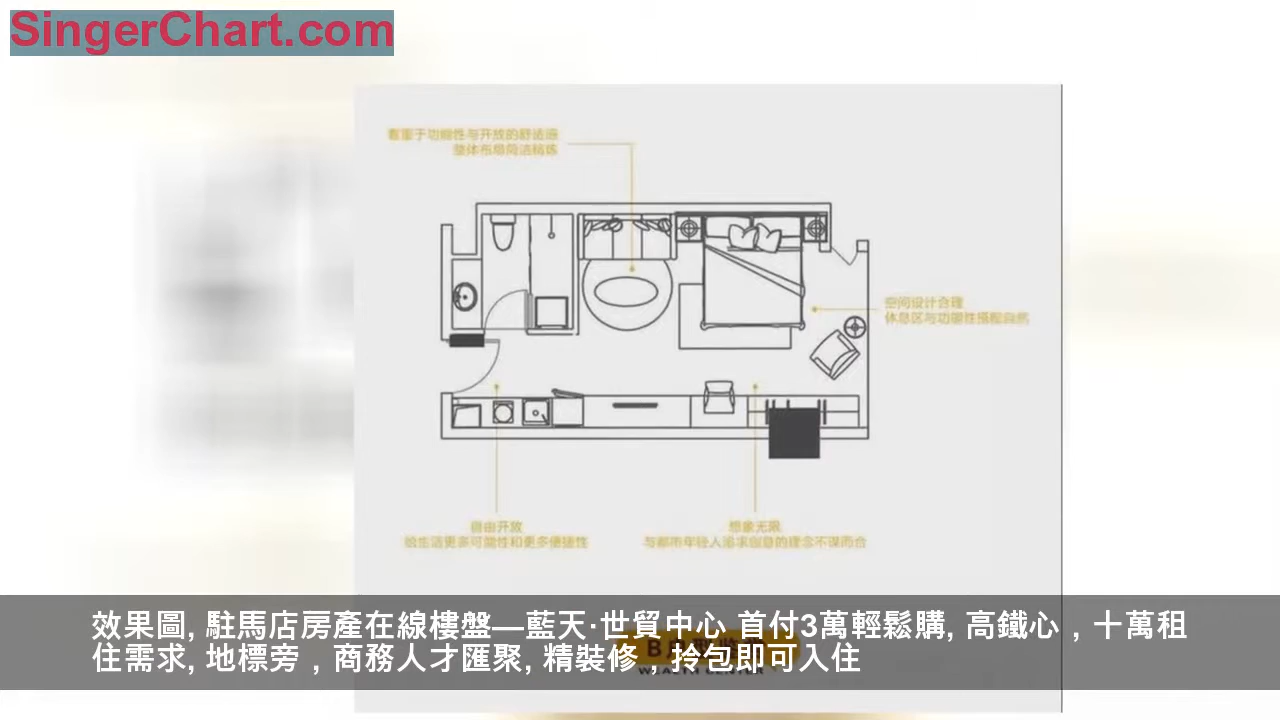 SingerChart.com
着重于功能性与开放的舒适感
整体布局简洁精炼
空间设计合理
休息区与功能性搭配自然
自由开放
给生活更多可能性和更多便捷性
想象无限
与都市年轻人追求创意的理念不谋而合
效果圖, 駐馬店房產在線樓盤—藍天·世貿中心 首付3萬輕鬆購, 高鐵心，十萬租
住需求, 地標旁，商務人才匯聚, 精裝修，拎包即可入住
WEALTH CENTER